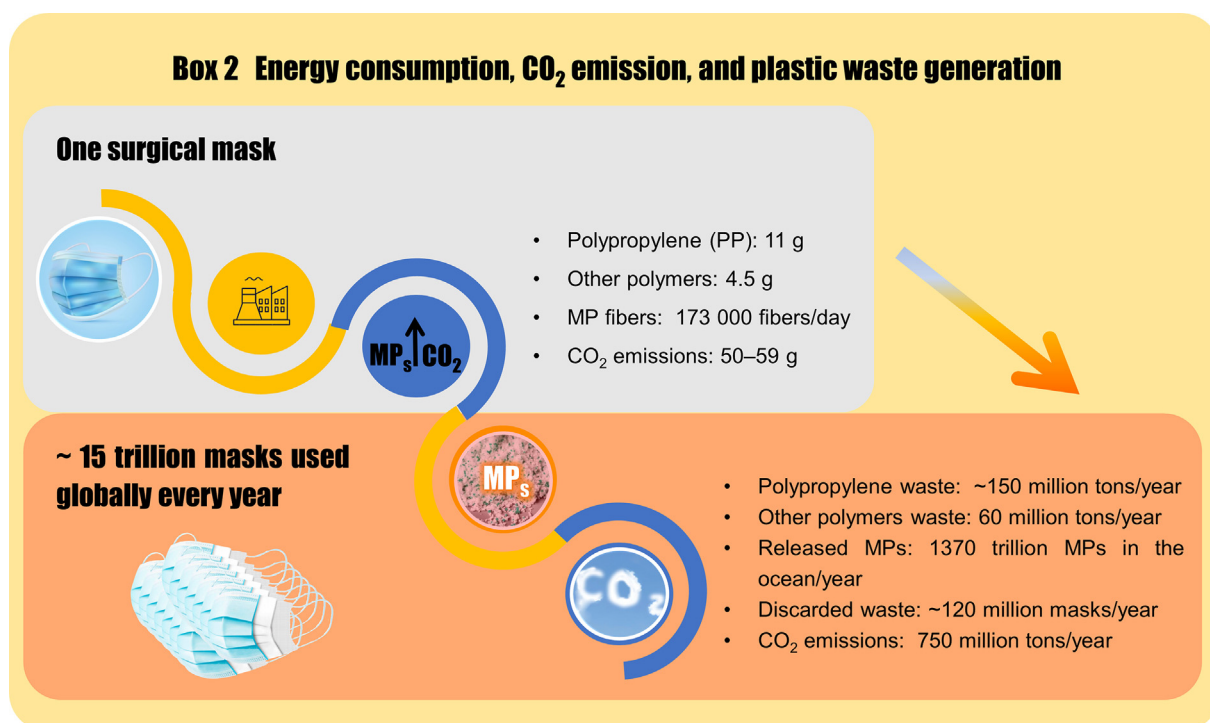 Box 2 Energy consumption, CO₂ emission, and plastic waste generation
One surgical mask
• Polypropylene (PP): 11 g
• Other polymers: 4.5 g
• MP fibers: 173 000 fibers/day
• CO₂ emissions: 50–59 g
MPs CO₂
~ 15 trillion masks used
globally every year
MPs
CO₂
• Polypropylene waste: ~150 million tons/year
• Other polymers waste: 60 million tons/year
• Released MPs: 1370 trillion MPs in the
ocean/year
• Discarded waste: ~120 million masks/year
• CO₂ emissions: 750 million tons/year